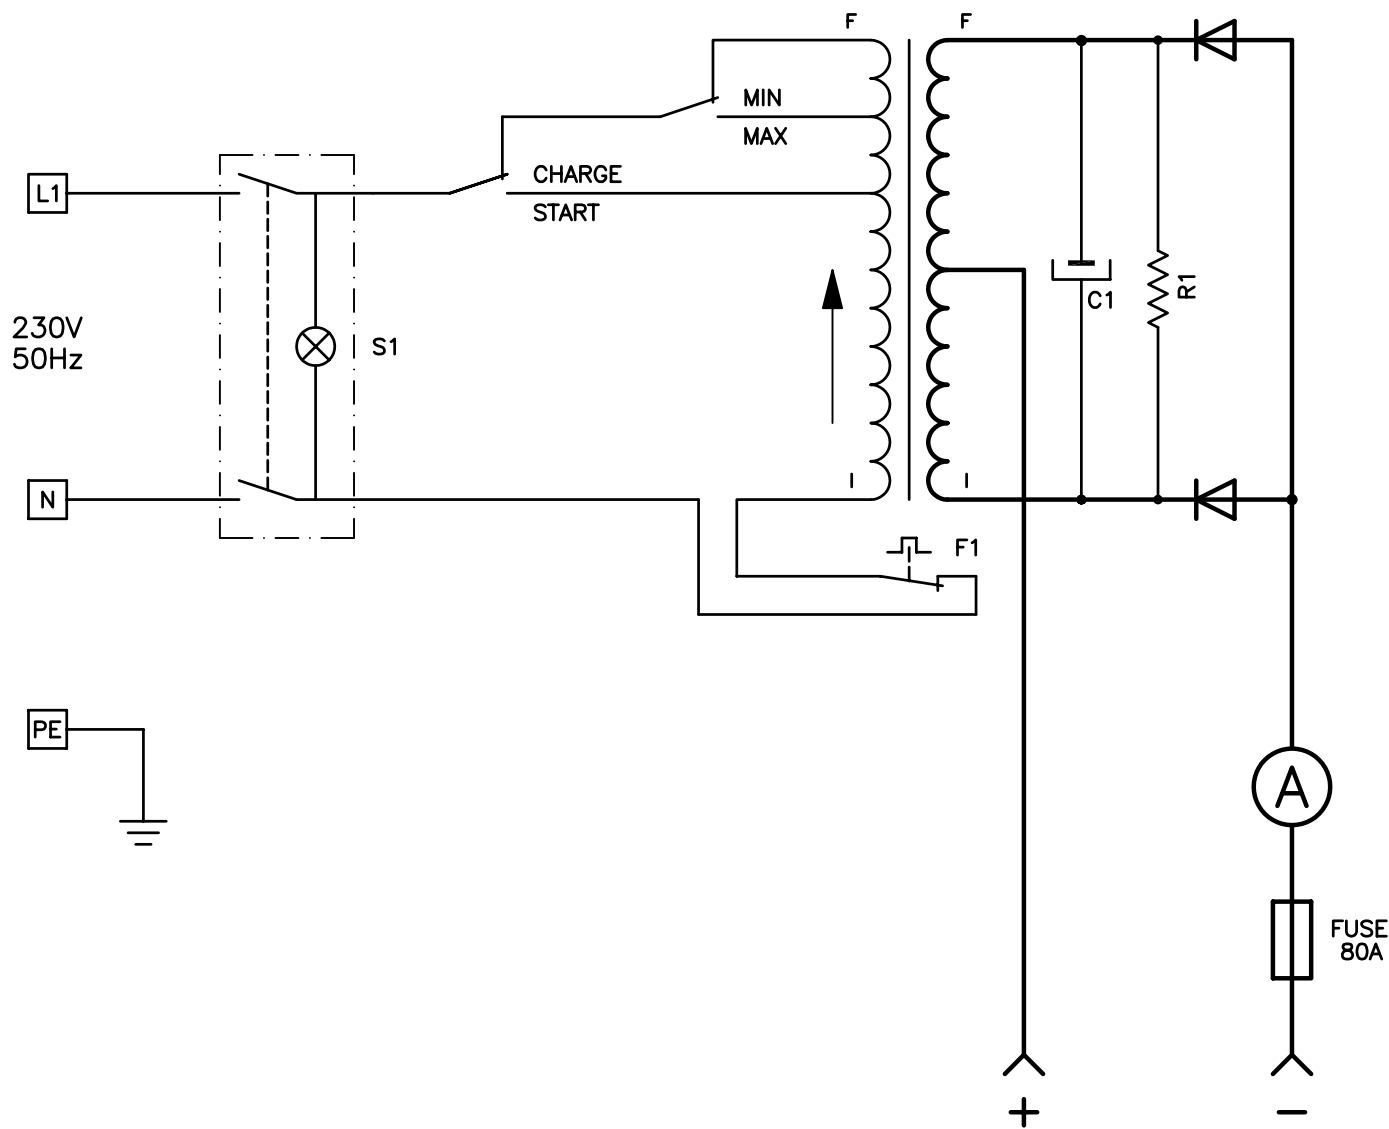 F
F
MIN
MAX
CHARGE
START
L1
230V
50Hz
S1
C1
R1
N
I
I
F1
PE
A
FUSE
80A
+
−